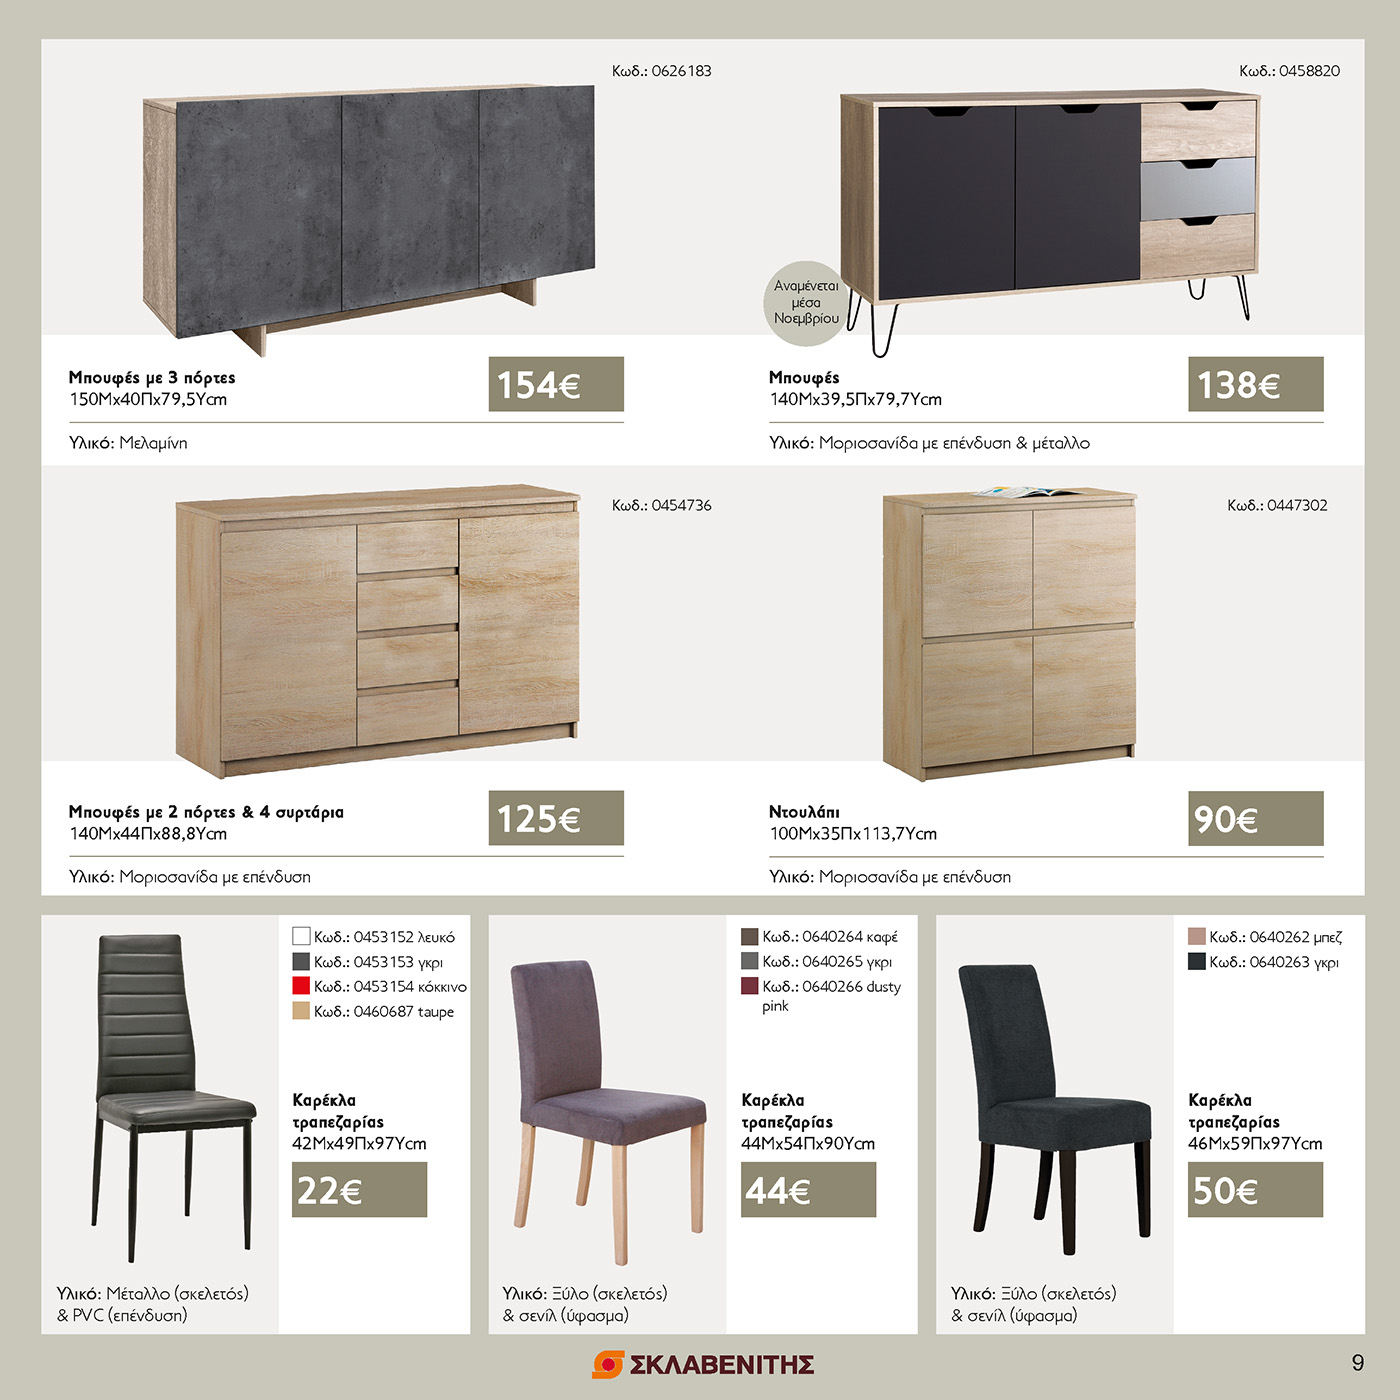 Κωδ.: 0626183
Μπουφές με 3 πόρτες
150Μx40Πx79,5Υcm
154€
Υλικό: Μελαμίνη
Κωδ.: 0458820
Αναμένεται
μέσα
Νοεμβρίου
Μπουφές
140Μx39,5Πx79,7Υcm
138€
Υλικό: Μοριοσανίδα με επένδυση & μέταλλο
Κωδ.: 0454736
Μπουφές με 2 πόρτες & 4 συρτάρια
140Μx44Πx88,8Υcm
125€
Υλικό: Μοριοσανίδα με επένδυση
Κωδ.: 0447302
Ντουλάπι
100Μx35Πx113,7Υcm
90€
Υλικό: Μοριοσανίδα με επένδυση
Κωδ.: 0453152 λευκό
Κωδ.: 0453153 γκρι
Κωδ.: 0453154 κόκκινο
Κωδ.: 0460687 taupe
Καρέκλα
τραπεζαρίας
42Μx49Πx97Υcm
22€
Υλικό: Μέταλλο (σκελετός)
& PVC (επένδυση)
Κωδ.: 0640264 καφέ
Κωδ.: 0640265 γκρι
Κωδ.: 0640266 dusty
pink
Καρέκλα
τραπεζαρίας
44Μx54Πx90Υcm
44€
Υλικό: Ξύλο (σκελετός)
& σενίλ (ύφασμα)
Κωδ.: 0640262 μπεζ
Κωδ.: 0640263 γκρι
Καρέκλα
τραπεζαρίας
46Μx59Πx97Υcm
50€
Υλικό: Ξύλο (σκελετός)
& σενίλ (ύφασμα)
ΣΚΛΑΒΕΝΙΤΗΣ
9